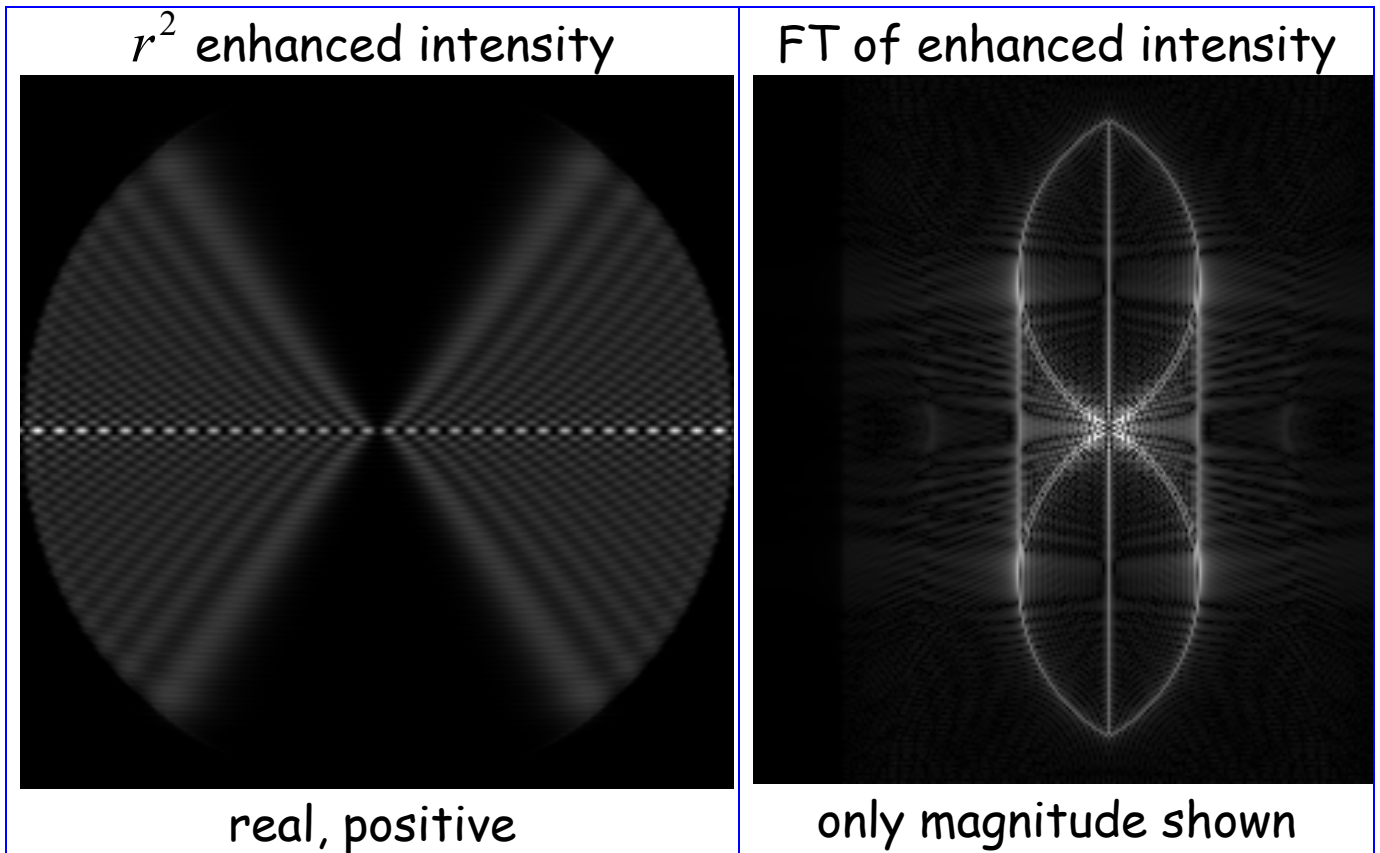 r² enhanced intensity
FT of enhanced intensity
real, positive
only magnitude shown